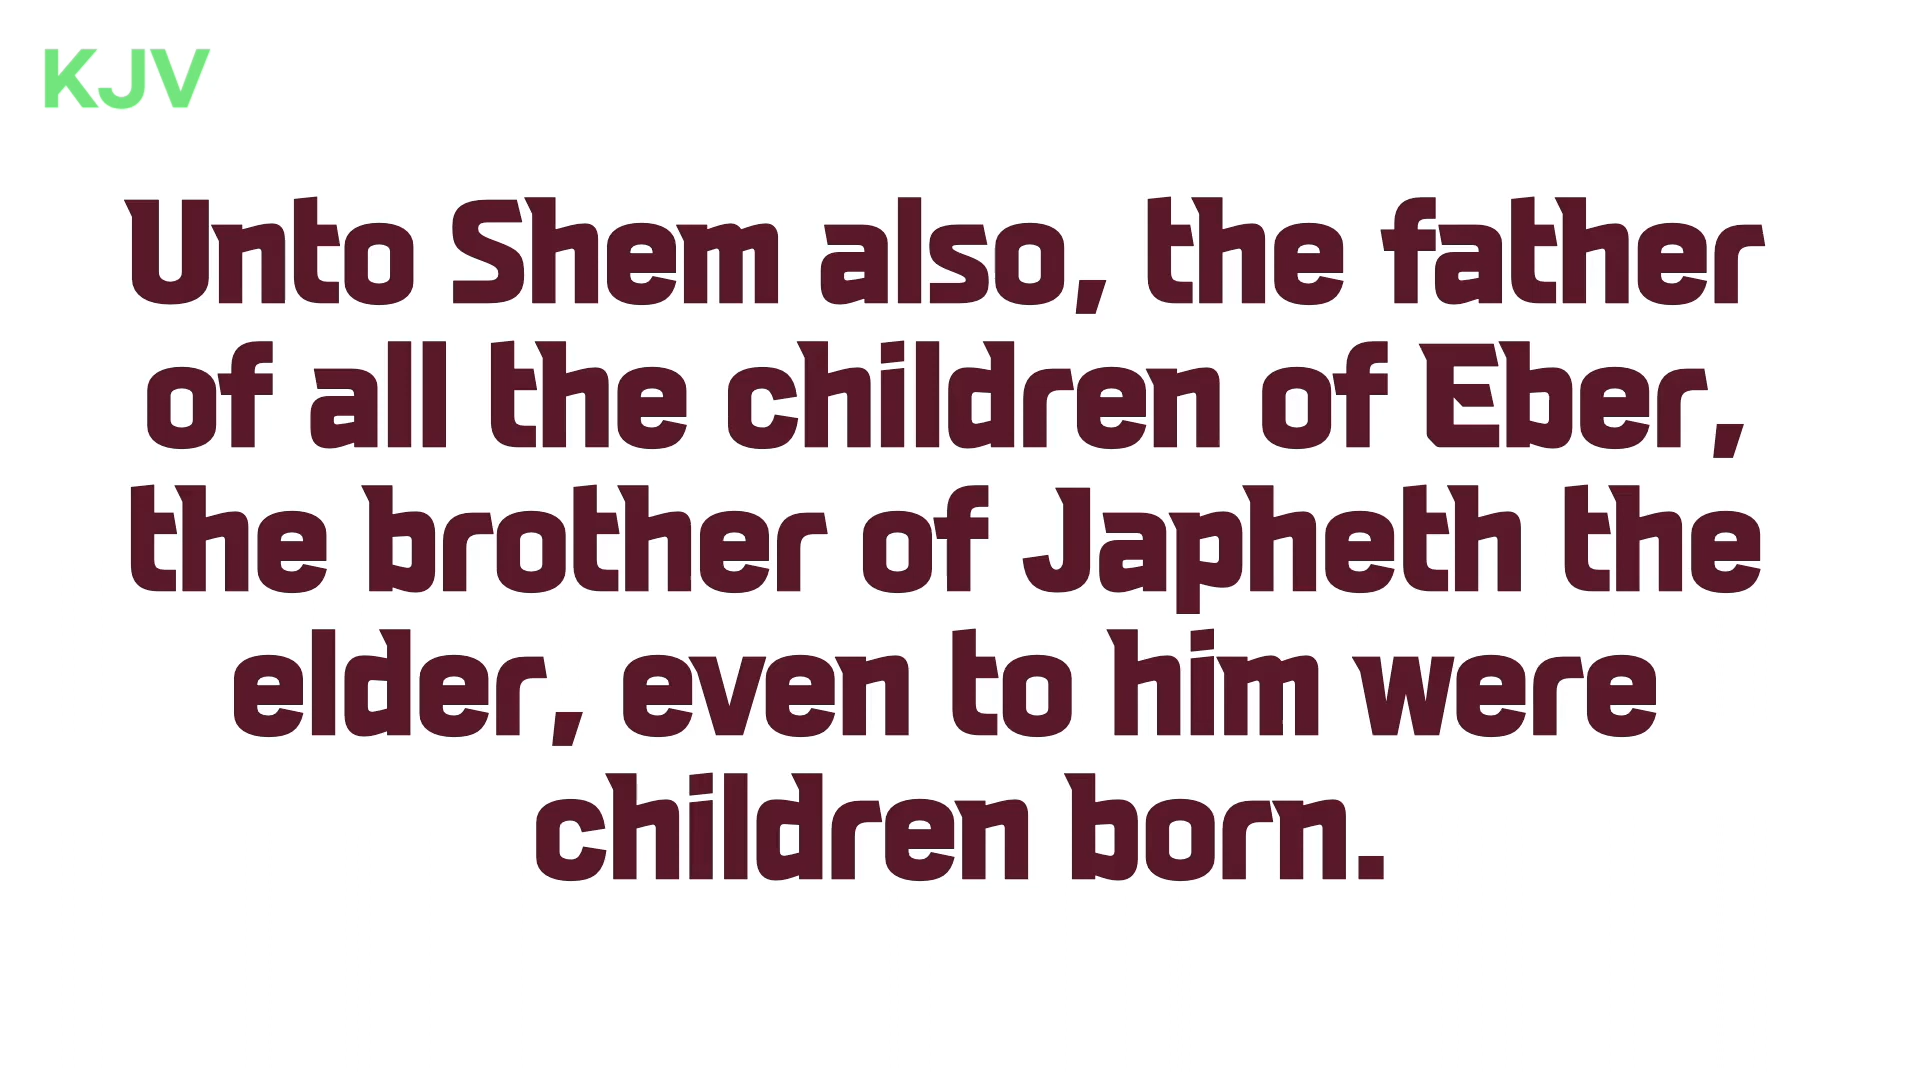 KJV
Unto Shem also, the father
of all the children of Eber,
the brother of Japheth the
elder, even to him were
children born.